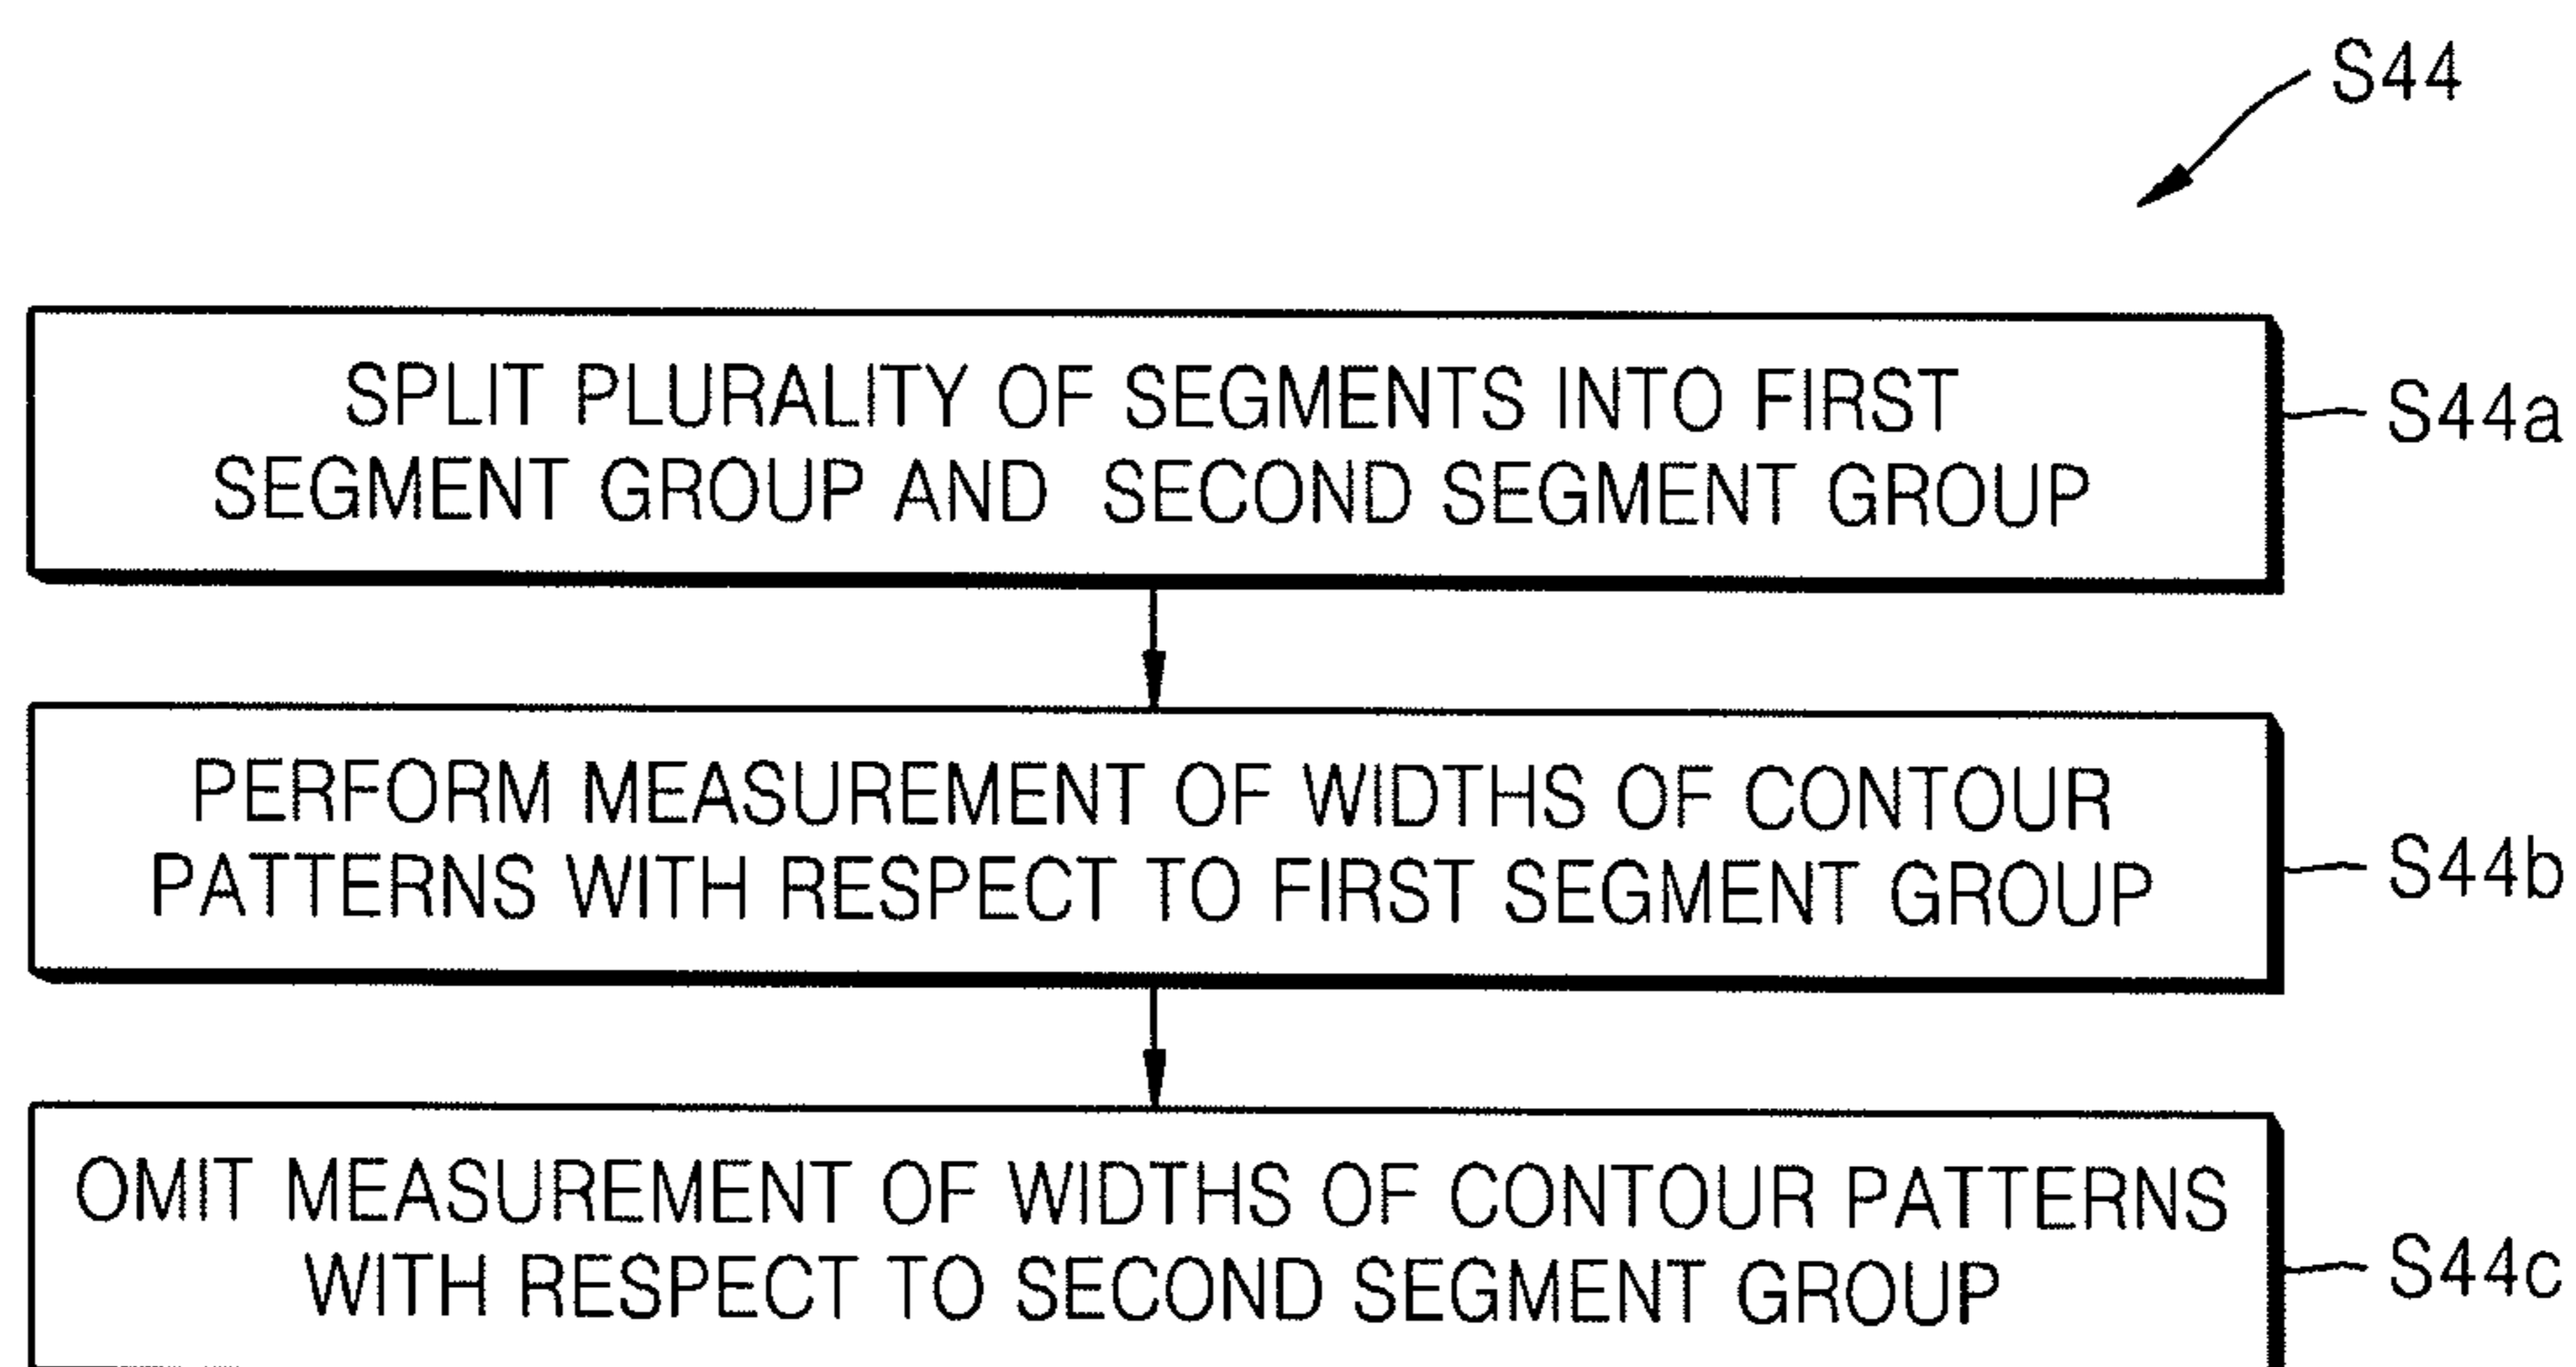 S44
SPLIT PLURALITY OF SEGMENTS INTO FIRST
SEGMENT GROUP AND SECOND SEGMENT GROUP
S44a
PERFORM MEASUREMENT OF WIDTHS OF CONTOUR
PATTERNS WITH RESPECT TO FIRST SEGMENT GROUP
S44b
OMIT MEASUREMENT OF WIDTHS OF CONTOUR PATTERNS
WITH RESPECT TO SECOND SEGMENT GROUP
S44c